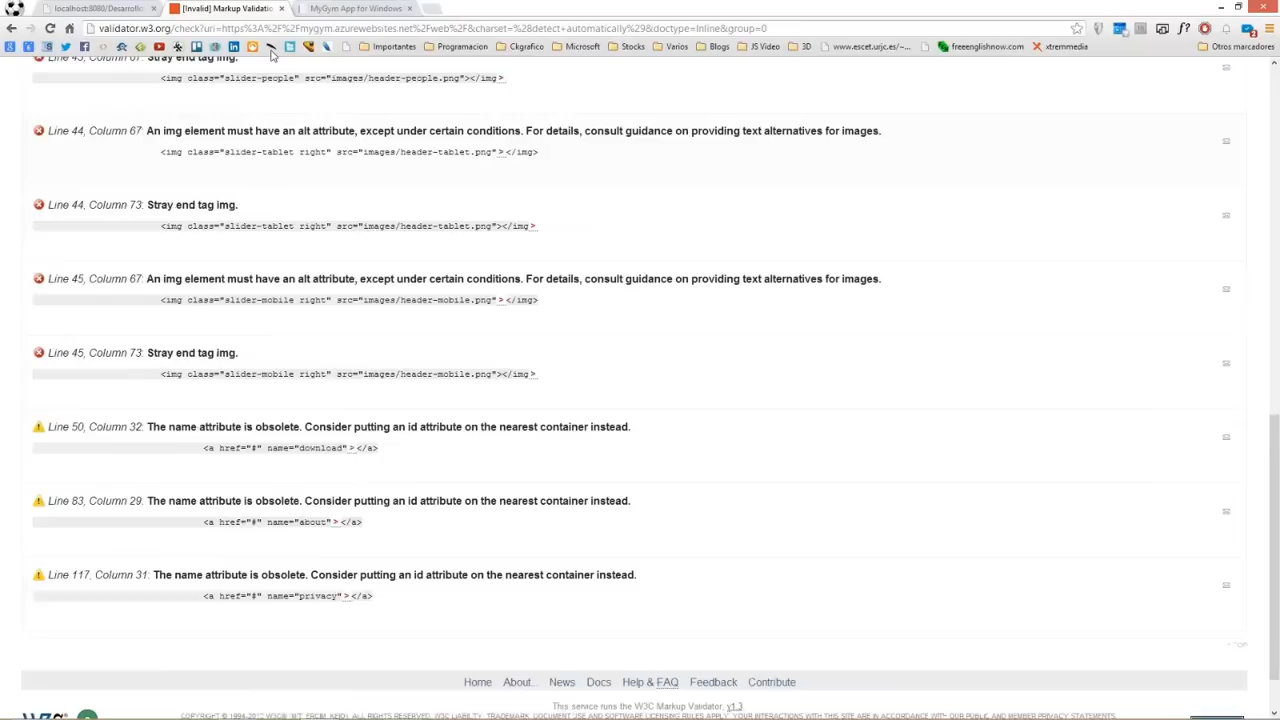 localhost:8080/Desarroll
[Invalid] Markup Validatio
MyGym App for Windows
validator.w3.org/check?uri=https%3A%2F%2Fmygym.azurewebsites.net%2Fweb%2F&charset=%28detect+automatically%29&doctype=Inline&group=0
Importantes
Programacion
Ckgrafico
Microsoft
Stocks
Varios
Blogs
JS Video
3D
www.escet.urjc.es/~...
freeenglishnow.com
xtremmedia
Otros marcadores
Stray end tag img.
<img class="slider-people" src="images/header-people.png"></img>
Line 44, Column 67: An img element must have an alt attribute, except under certain conditions. For details, consult guidance on providing text alternatives for images.
<img class="slider-tablet right" src="images/header-tablet.png"></img>
Line 44, Column 73: Stray end tag img.
<img class="slider-tablet right" src="images/header-tablet.png"></img>
Line 45, Column 67: An img element must have an alt attribute, except under certain conditions. For details, consult guidance on providing text alternatives for images.
<img class="slider-mobile right" src="images/header-mobile.png"></img>
Line 45, Column 73: Stray end tag img.
<img class="slider-mobile right" src="images/header-mobile.png"></img>
Line 50, Column 32: The name attribute is obsolete. Consider putting an id attribute on the nearest container instead.
<a href="#" name="download"></a>
Line 83, Column 29: The name attribute is obsolete. Consider putting an id attribute on the nearest container instead.
<a href="#" name="about"></a>
Line 117, Column 31: The name attribute is obsolete. Consider putting an id attribute on the nearest container instead.
<a href="#" name="privacy"></a>
Home About... News Docs Help & FAQ Feedback Contribute
This service runs the W3C Markup Validator, v1.3